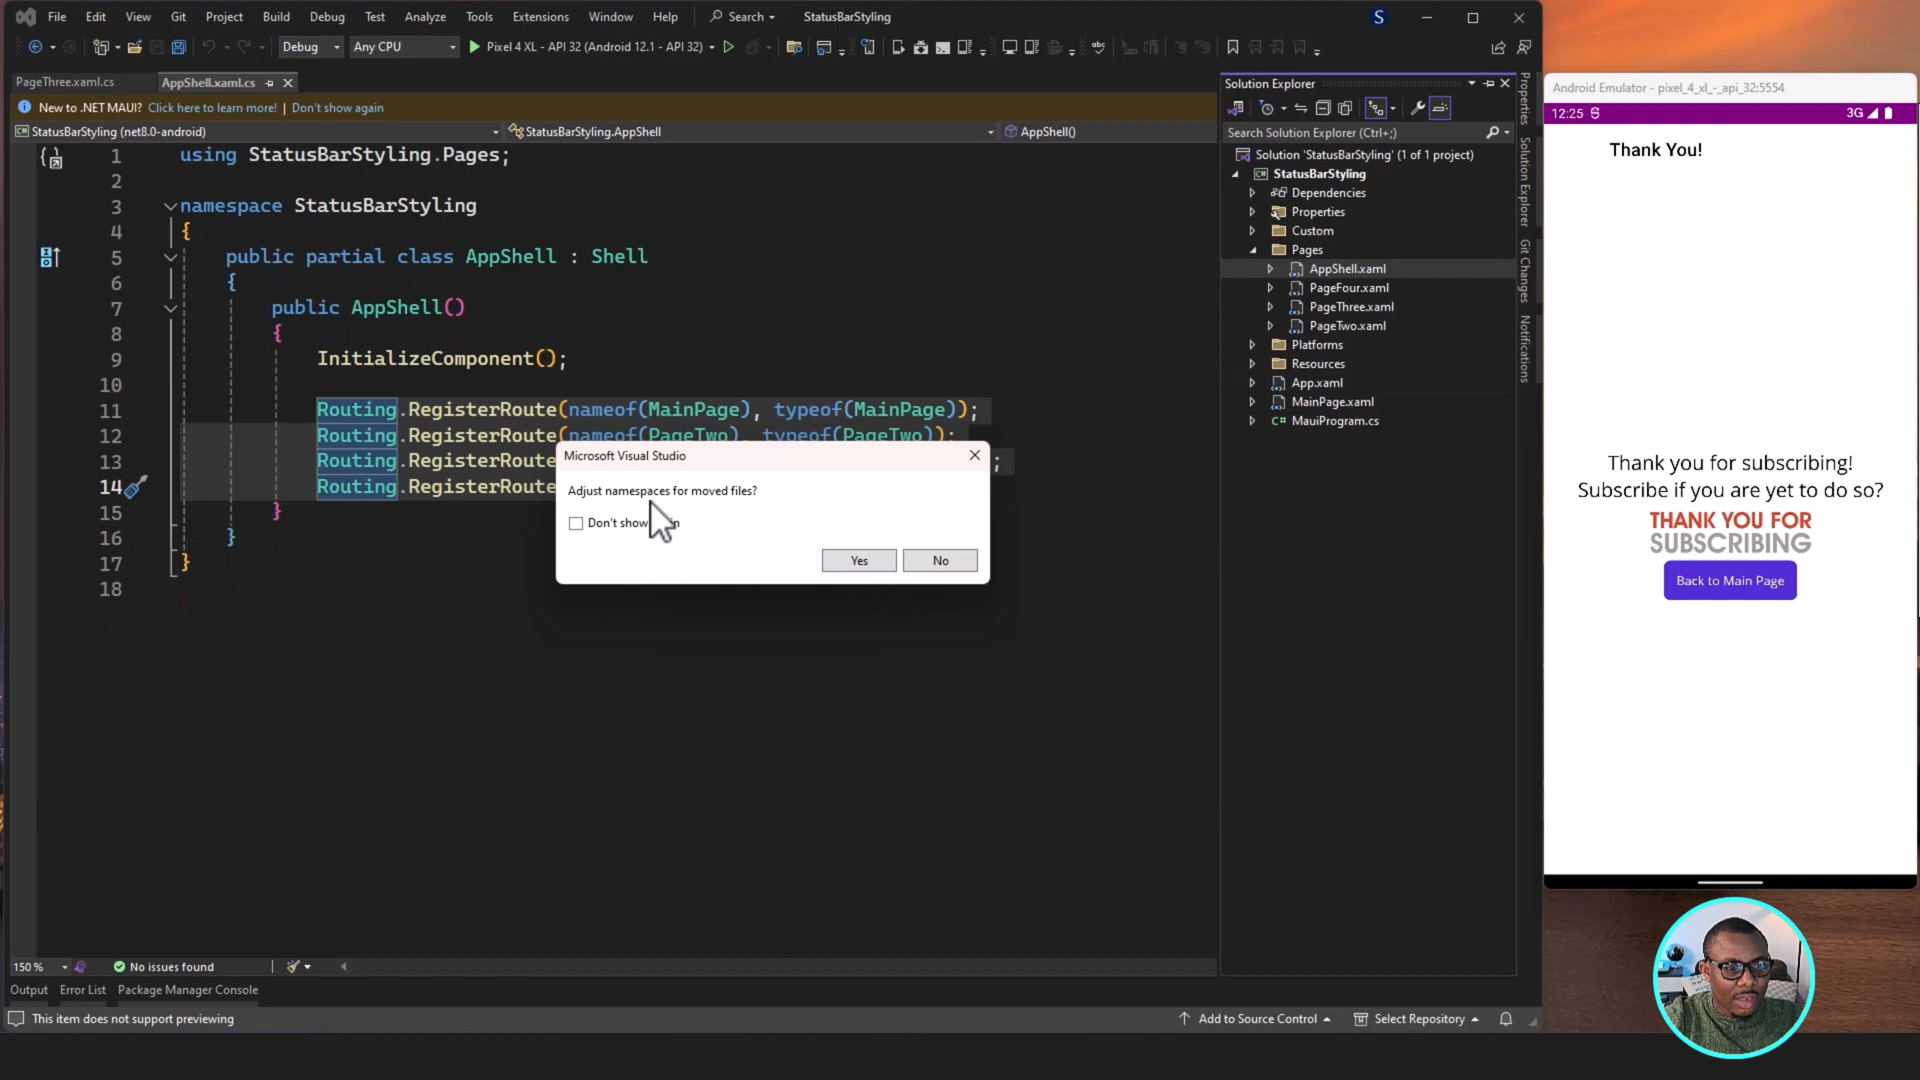 File Edit View Git Project Build Debug Test Analyze Tools Extensions Window Help Search StatusBarStyling S
Debug Any CPU Pixel 4 XL - API 32 (Android 12.1 - API 32)
PageThree.xaml.cs AppShell.xaml.cs
New to .NET MAUI? Click here to learn more! | Don't show again
StatusBarStyling (net8.0-android) StatusBarStyling.AppShell AppShell()
1 using StatusBarStyling.Pages;
2
3 namespace StatusBarStyling
4 {
5 public partial class AppShell : Shell
6 {
7 public AppShell()
8 {
9 InitializeComponent();
10
11 Routing.RegisterRoute(nameof(MainPage), typeof(MainPage));
12 Routing.RegisterRoute(nameof(PageTwo), typeof(PageTwo));
13 Routing.RegisterRoute ;
14 Routing.RegisterRoute
15 }
16 }
17 }
18
Microsoft Visual Studio
Adjust namespaces for moved files?
Don't show
Yes No
150 % No issues found
Output Error List Package Manager Console
This item does not support previewing
Add to Source Control Select Repository
Solution Explorer
Search Solution Explorer (Ctrl+;)
Solution 'StatusBarStyling' (1 of 1 project)
StatusBarStyling
Dependencies
Properties
Custom
Pages
AppShell.xaml
PageFour.xaml
PageThree.xaml
PageTwo.xaml
Platforms
Resources
App.xaml
MainPage.xaml
C# MauiProgram.cs
Properties
Solution Explorer
Git Changes
Notifications
Android Emulator - pixel_4_xl_-_api_32:5554
12:25 3G
Thank You!
Thank you for subscribing!
Subscribe if you are yet to do so?
THANK YOU FOR
SUBSCRIBING
Back to Main Page